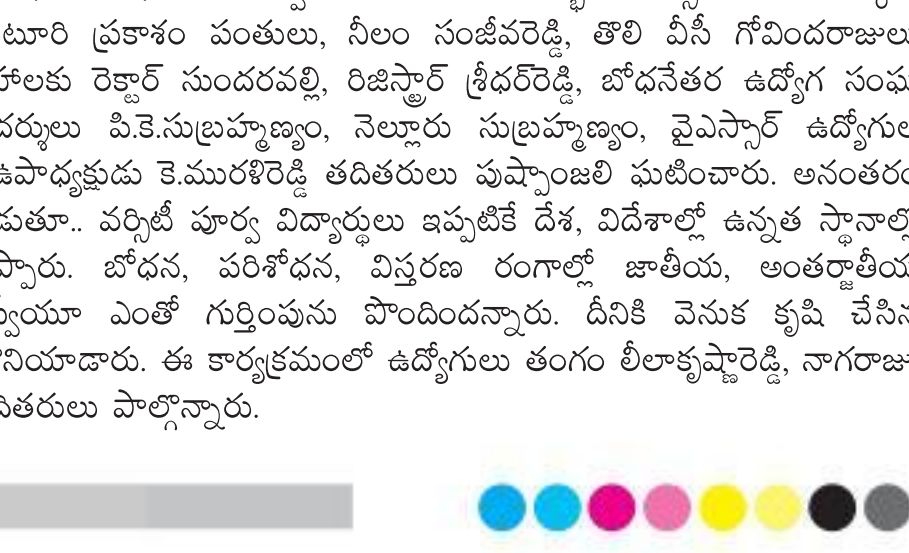 టూరి ప్రకాశం పంతులు, నీలం సంజీవరెడ్డి, తొలి వీసీ గోవిందరాజులు
హాలకు రెక్టార్ సుందరవల్లి, రిజిస్ట్రార్ శ్రీధర్‌రెడ్డి, బోధనేతర ఉద్యోగ సంఘ
దర్శులు పి.కె.సుబ్రహ్మణ్యం, నెల్లూరు సుబ్రహ్మణ్యం, వైఎస్సార్ ఉద్యోగుల
ఉపాధ్యక్షుడు కె.మురళిరెడ్డి తదితరులు పుష్పాంజలి ఘటించారు. అనంతరం
డుతూ.. వర్సిటీ పూర్వ విద్యార్థులు ఇప్పటికే దేశ, విదేశాల్లో ఉన్నత స్థానాల్లో
ప్పారు. బోధన, పరిశోధన, విస్తరణ రంగాల్లో జాతీయ, అంతర్జాతీయ
స్వీయూ ఎంతో గుర్తింపును పొందిందన్నారు. దీనికి వెనుక కృషి చేసిన
నియాడారు. ఈ కార్యక్రమంలో ఉద్యోగులు తంగం లీలాకృష్ణారెడ్డి, నాగరాజు
దితరులు పాల్గొన్నారు.